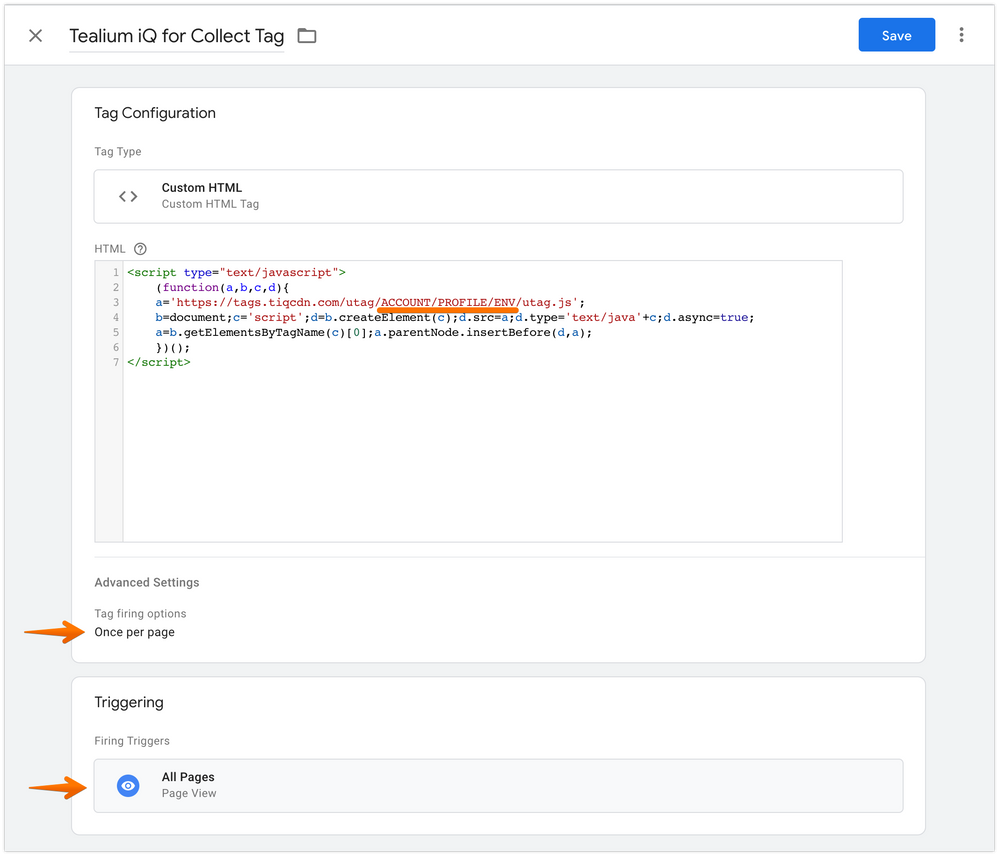 Tealium iQ for Collect Tag
Save
Tag Configuration
Tag Type
Custom HTML
Custom HTML Tag
HTML
1 <script type="text/javascript">
2 (function(a,b,c,d){
3 a='https://tags.tiqcdn.com/utag/ACCOUNT/PROFILE/ENV/utag.js';
4 b=document;c='script';d=b.createElement(c);d.src=a;d.type='text/java'+c;d.async=true;
5 a=b.getElementsByTagName(c)[0];a.parentNode.insertBefore(d,a);
6 })();
7 </script>
Advanced Settings
Tag firing options
Once per page
Triggering
Firing Triggers
All Pages
Page View